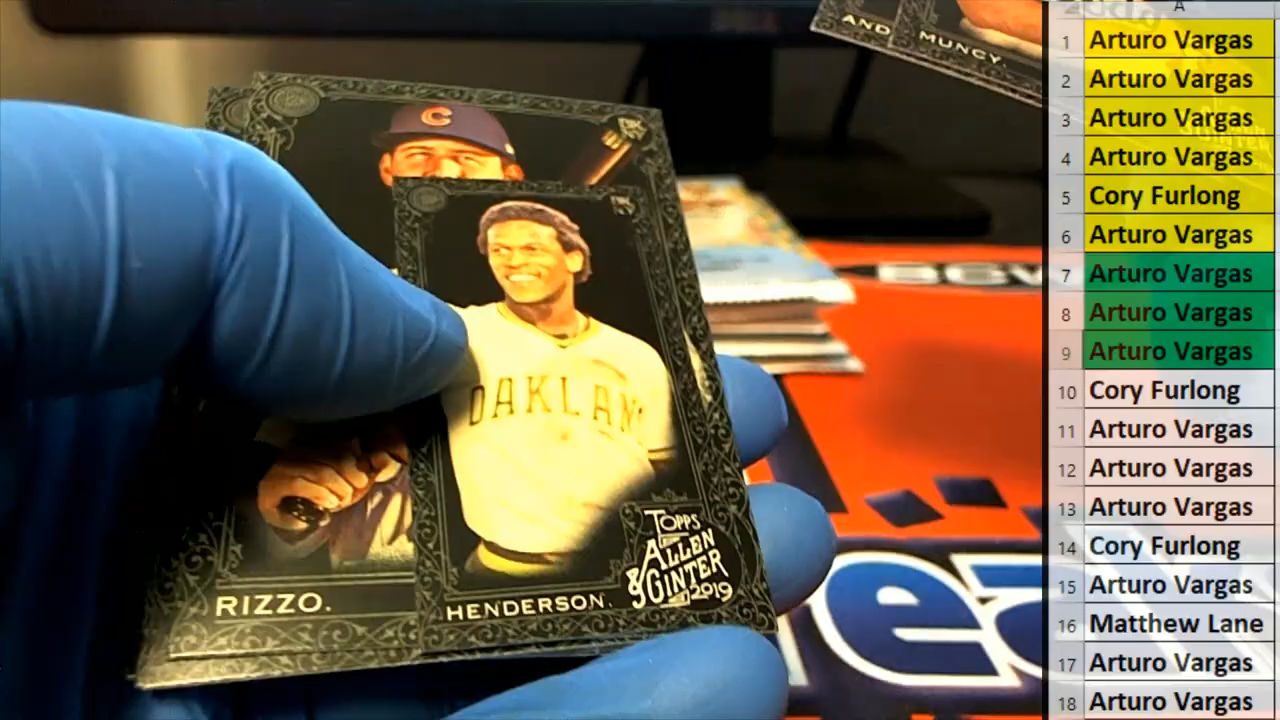 AND
MUNCY.
C
OAKLAN
RIZZO.
HENDERSON.
TOPPS
ALLEN
& GINTER
2019
A
1 Arturo Vargas
2 Arturo Vargas
3 Arturo Vargas
4 Arturo Vargas
5 Cory Furlong
6 Arturo Vargas
7 Arturo Vargas
8 Arturo Vargas
9 Arturo Vargas
10 Cory Furlong
11 Arturo Vargas
12 Arturo Vargas
13 Arturo Vargas
14 Cory Furlong
15 Arturo Vargas
16 Matthew Lane
17 Arturo Vargas
18 Arturo Vargas